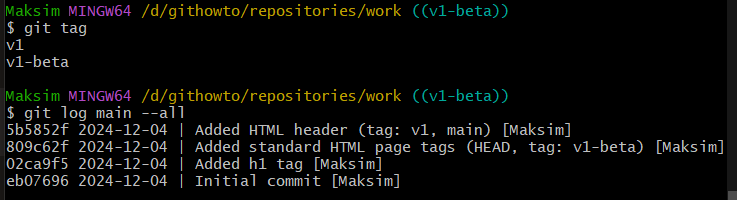 Maksim MINGW64 /d/githowto/repositories/work ((v1-beta))
$ git tag
v1
v1-beta
Maksim MINGW64 /d/githowto/repositories/work ((v1-beta))
$ git log main --all
5b5852f 2024-12-04 | Added HTML header (tag: v1, main) [Maksim]
809c62f 2024-12-04 | Added standard HTML page tags (HEAD, tag: v1-beta) [Maksim]
02ca9f5 2024-12-04 | Added h1 tag [Maksim]
eb07696 2024-12-04 | Initial commit [Maksim]